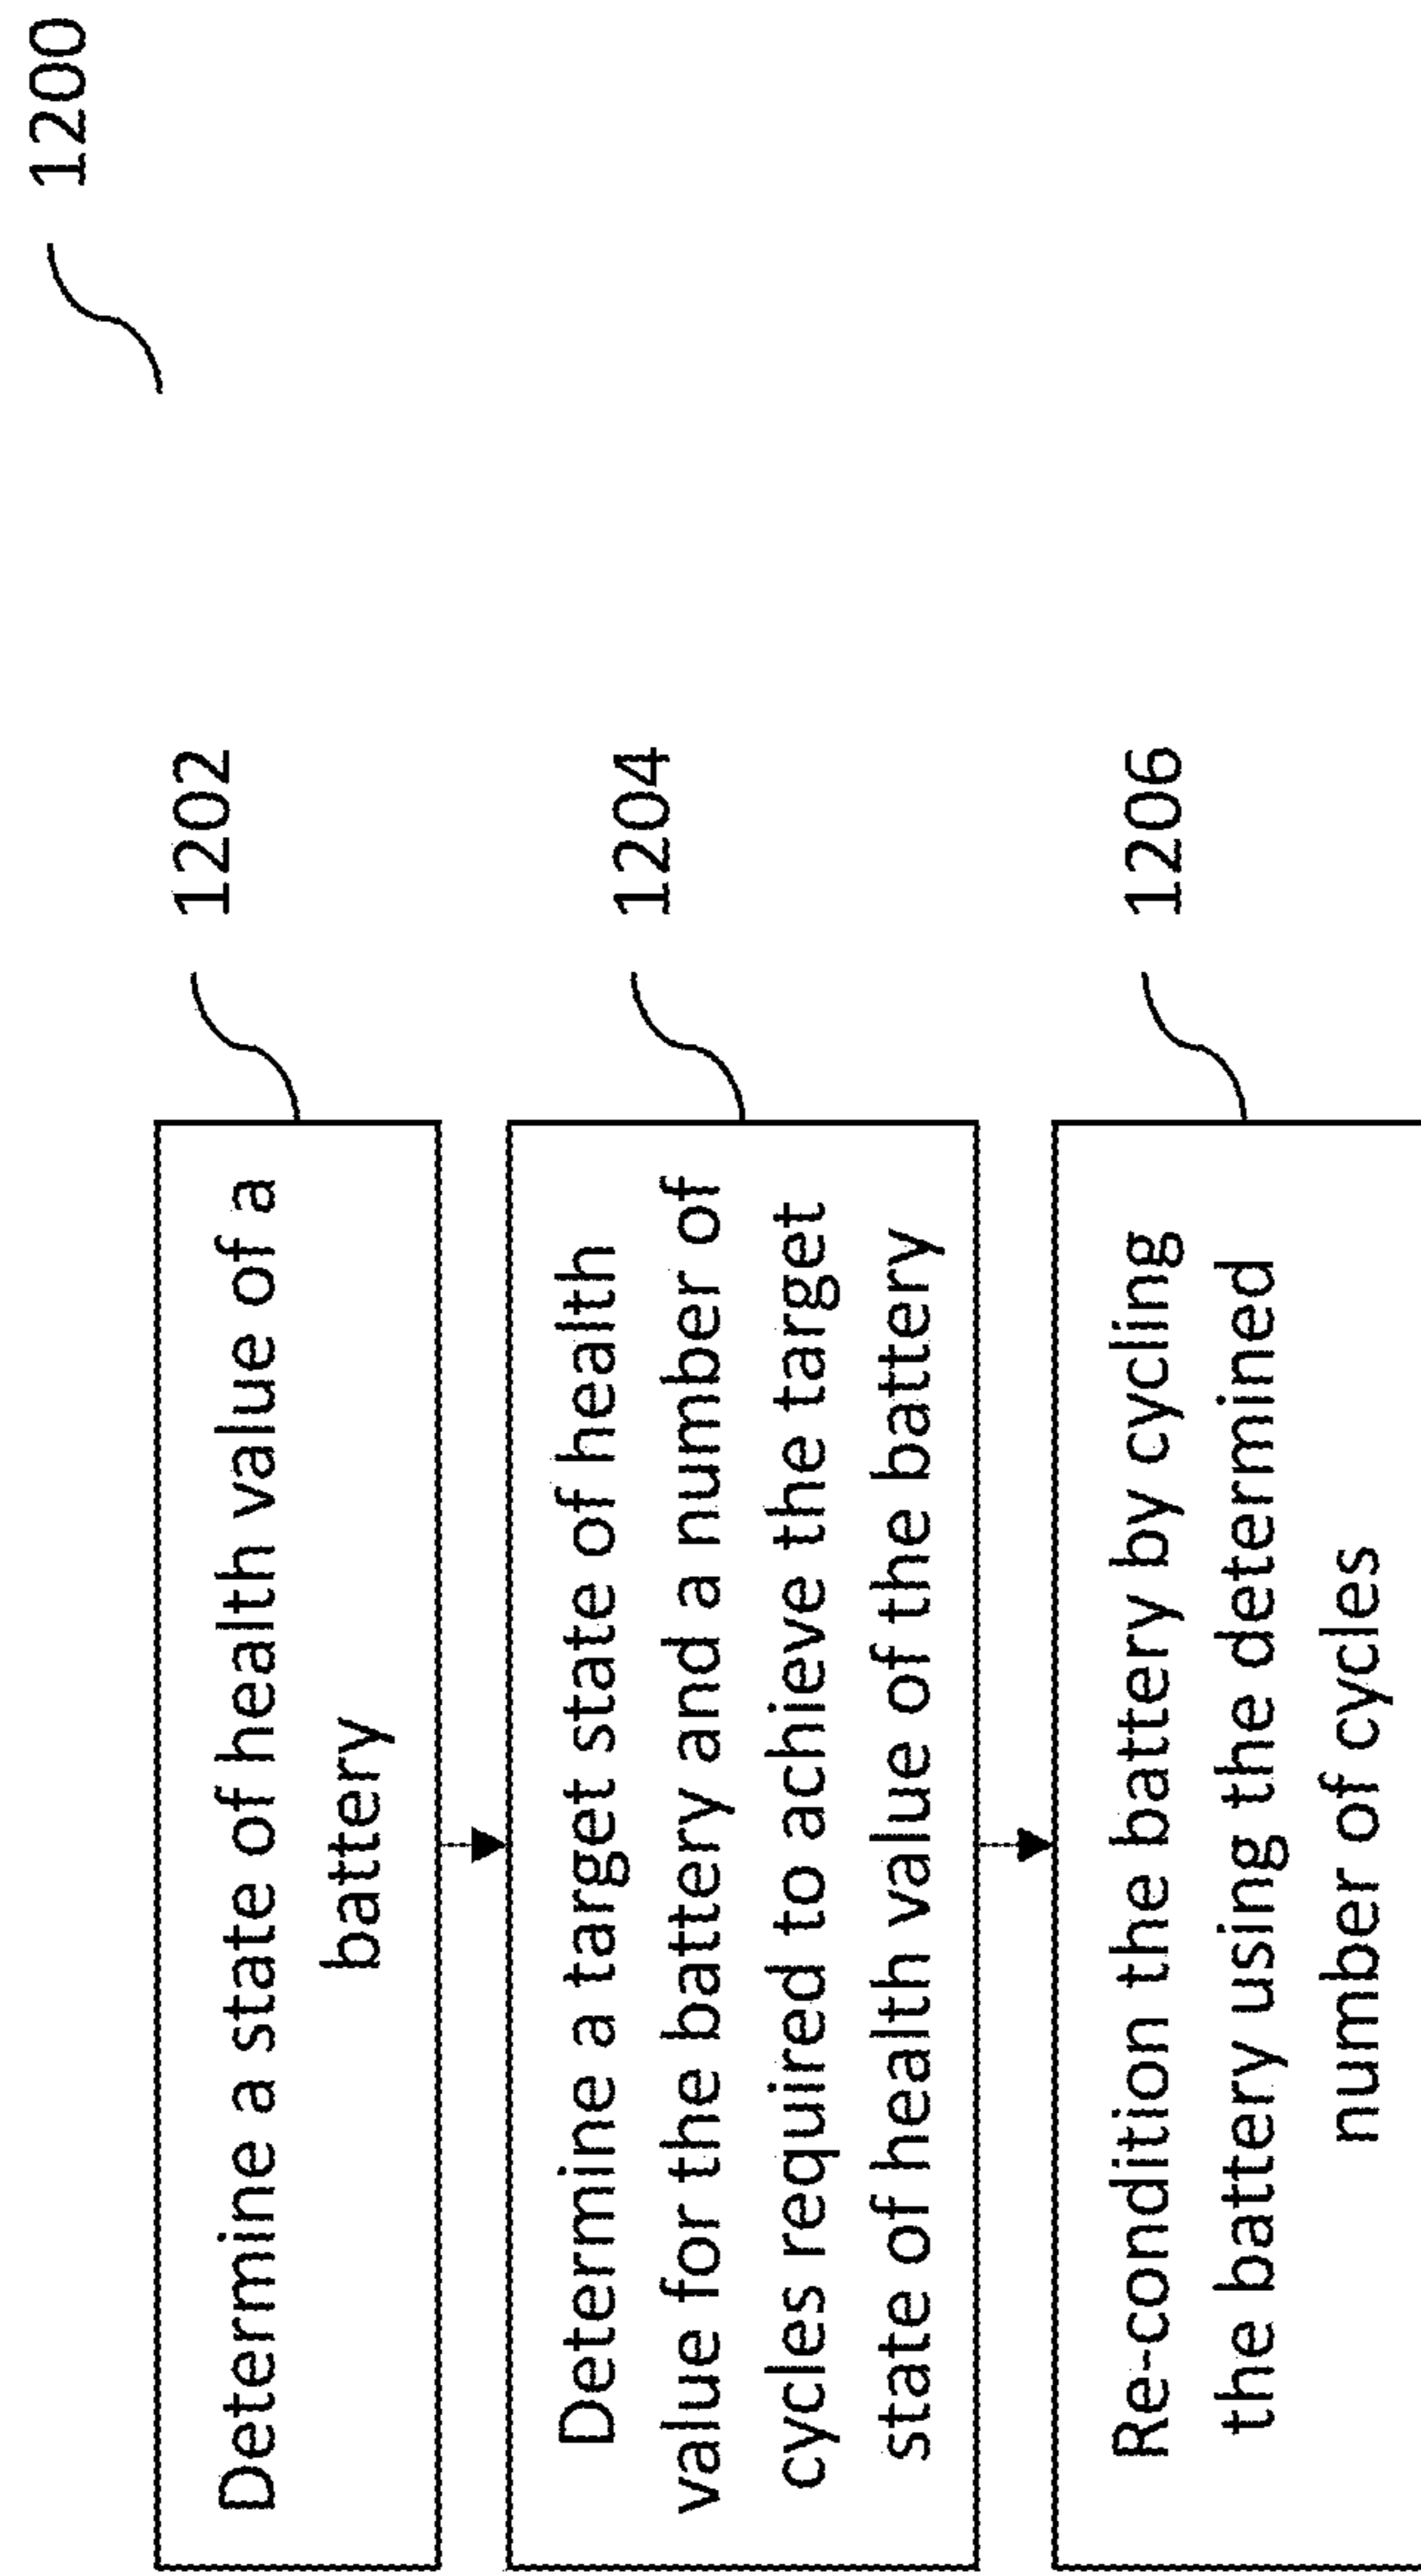 1200
Determine a state of health value of a
battery
1202
Determine a target state of health
value for the battery and a number of
cycles required to achieve the target
state of health value of the battery
1204
Re-condition the battery by cycling
the battery using the determined
number of cycles
1206